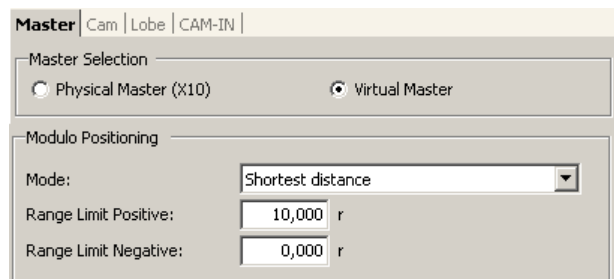 Master Cam Lobe CAM-IN
Master Selection
Physical Master (X10) Virtual Master
Modulo Positioning
Mode: Shortest distance
Range Limit Positive: 10,000 r
Range Limit Negative: 0,000 r